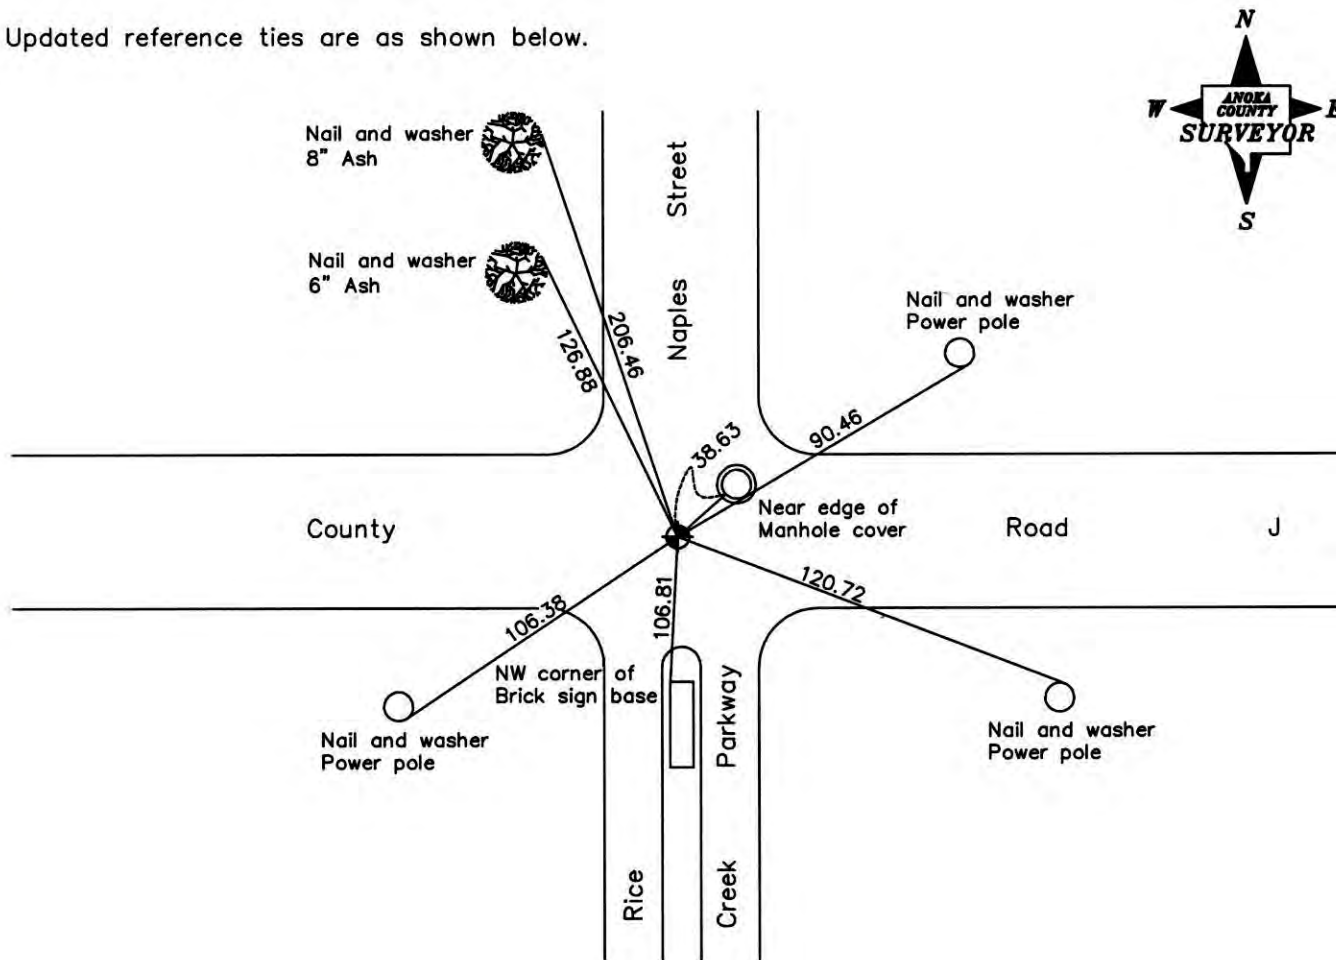 Updated reference ties are as shown below.
N
W
ANOKA
COUNTY
E
SURVEYOR
S
Nail and washer
8" Ash
Naples Street
Nail and washer
6" Ash
206.46
126.88
Nail and washer
Power pole
90.46
38.63
Near edge of
Manhole cover
County Road J
106.81
120.72
106.38
NW corner of
Brick sign base
Nail and washer
Power pole
Nail and washer
Power pole
Rice Creek Parkway